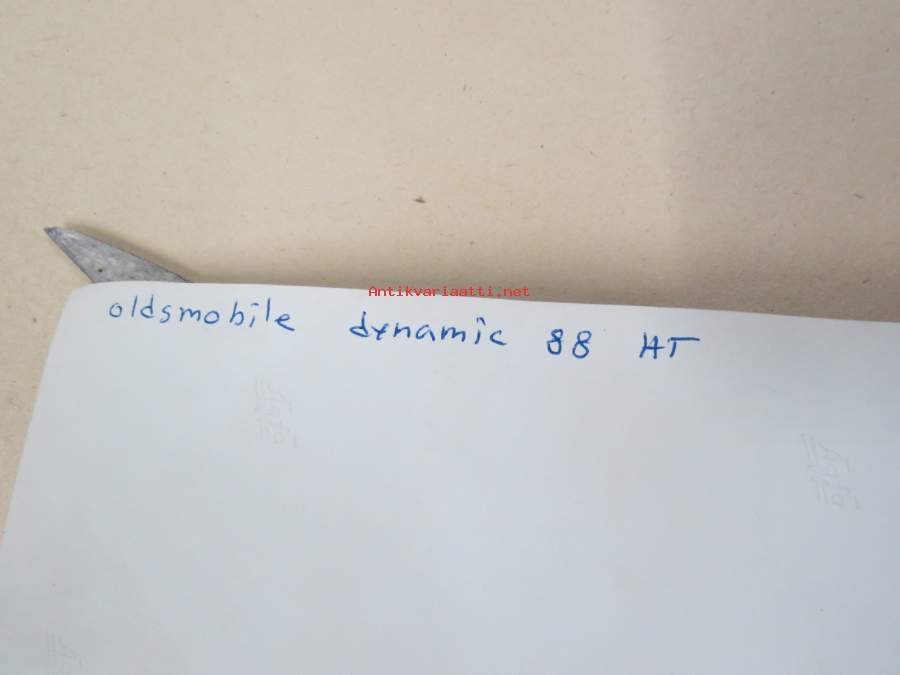 Antikvariaatti.net
oldsmobile dynamic 88 HT